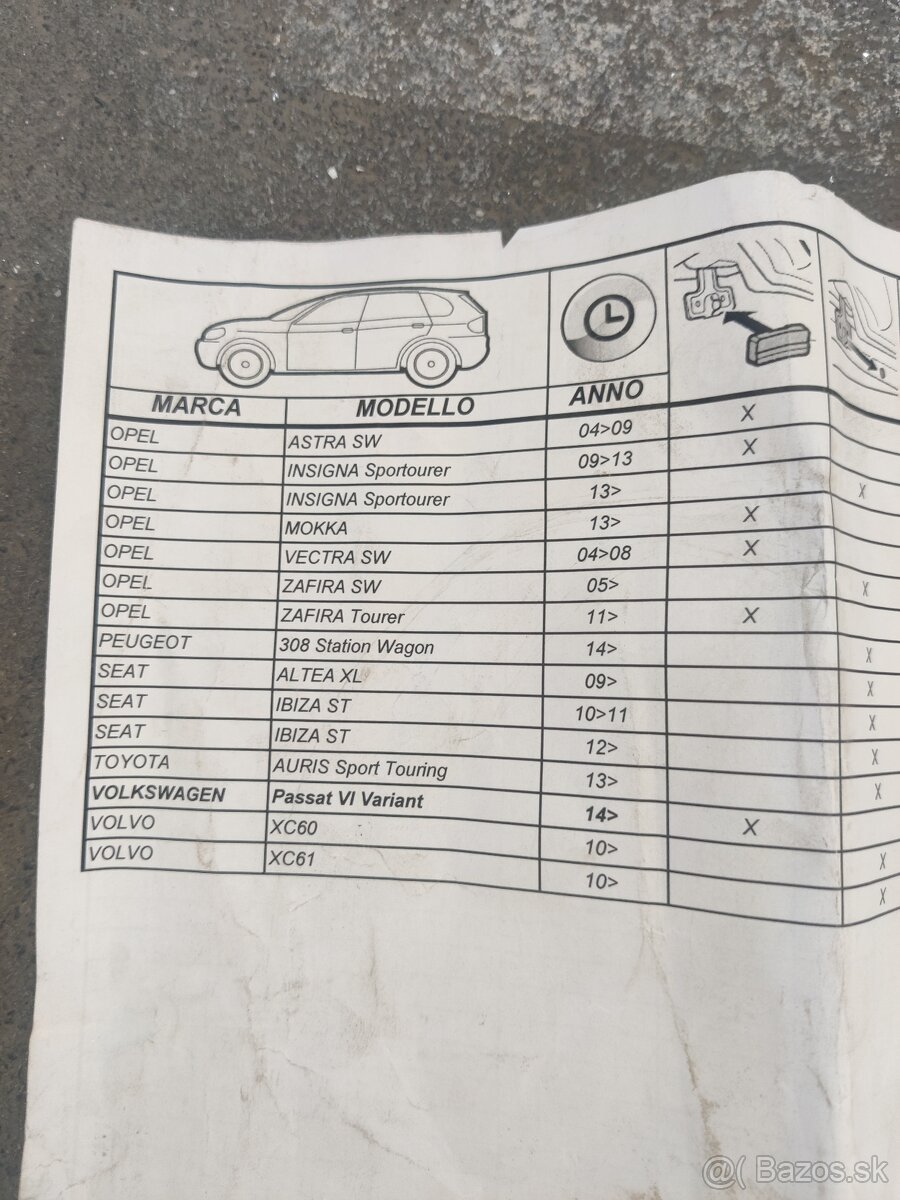 MARCA MODELLO ANNO
OPEL ASTRA SW 04>09 X
OPEL INSIGNA Sportourer 09>13 X
OPEL INSIGNA Sportourer 13> X
OPEL MOKKA 13> X
OPEL VECTRA SW 04>08 X
OPEL ZAFIRA SW 05> X
OPEL ZAFIRA Tourer 11> X
PEUGEOT 308 Station Wagon 14> X
SEAT ALTEA XL 09> X
SEAT IBIZA ST 10>11 X
SEAT IBIZA ST 12> X
TOYOTA AURIS Sport Touring 13> X
VOLKSWAGEN Passat VI Variant 14> X
VOLVO XC60 10> X
VOLVO XC61 10> X
@( Bazos.sk